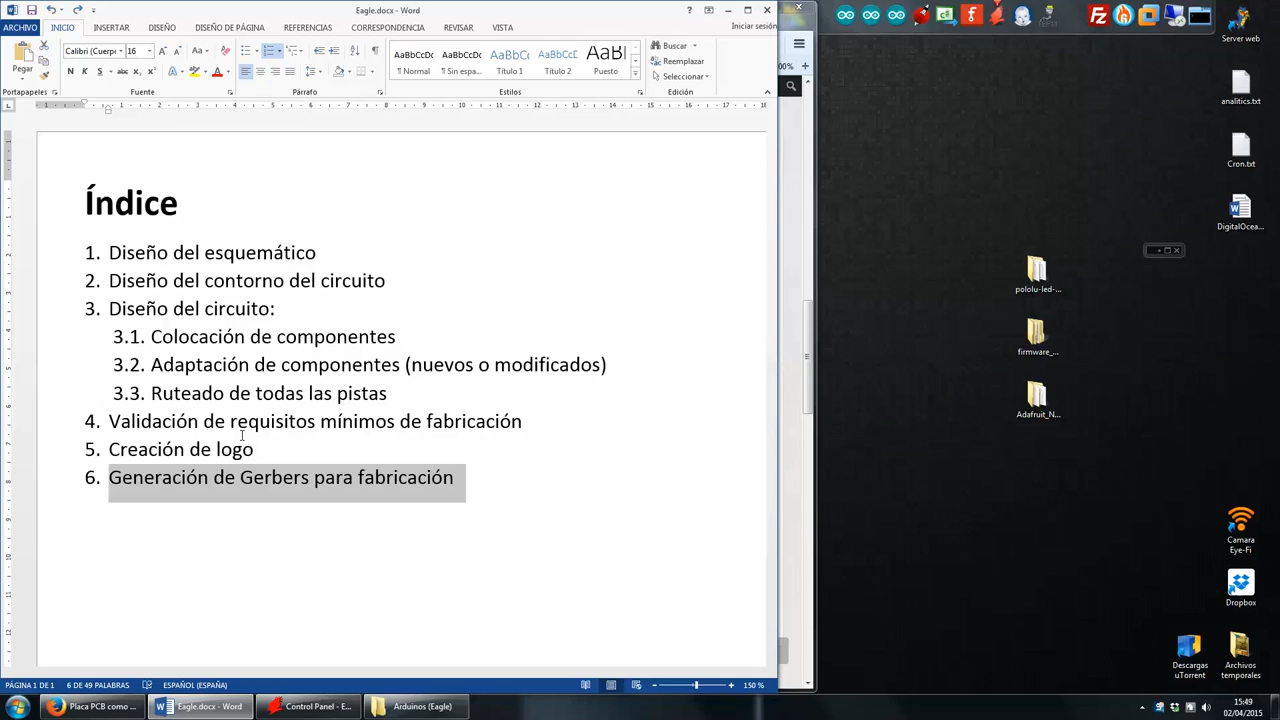 Eagle.docx - Word
Iniciar sesión
ARCHIVO INICIO INSERTAR DISEÑO DISEÑO DE PÁGINA REFERENCIAS CORRESPONDENCIA REVISAR VISTA
Pegar
Calibri (Cuerpo 16
Portapapeles
Fuente
Párrafo
AaBbCcDc AaBbCcDc AaBbCc AaBbCcD AaBl
¶ Normal ¶ Sin espa... Título 1 Título 2 Puesto
Estilos
Buscar
Reemplazar
Seleccionar
Edición
Índice
1. Diseño del esquemático
2. Diseño del contorno del circuito
3. Diseño del circuito:
3.1. Colocación de componentes
3.2. Adaptación de componentes (nuevos o modificados)
3.3. Ruteado de todas las pistas
4. Validación de requisitos mínimos de fabricación
5. Creación de logo
6. Generación de Gerbers para fabricación
PÁGINA 1 DE 1 6 DE 49 PALABRAS ESPAÑOL (ESPAÑA) 150 %
Server web
analitics.txt
Cron.txt
DigitalOcea...
pololu-led-...
firmware_...
Adafruit_N...
Camara Eye-Fi
Dropbox
Descargas uTorrent
Archivos temporales
Placa PCB como ...
Eagle.docx - Word
Control Panel - E...
Arduinos (Eagle)
15:49
02/04/2015